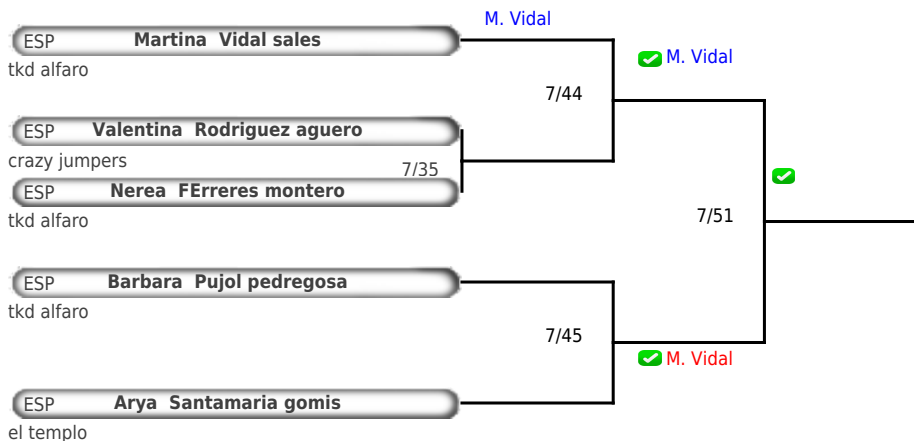 M. Vidal
ESP Martina Vidal sales
tkd alfaro
M. Vidal
7/44
ESP Valentina Rodriguez aguero
crazy jumpers
7/35
ESP Nerea FErreres montero
tkd alfaro
7/51
ESP Barbara Pujol pedregosa
tkd alfaro
7/45
M. Vidal
ESP Arya Santamaria gomis
el templo